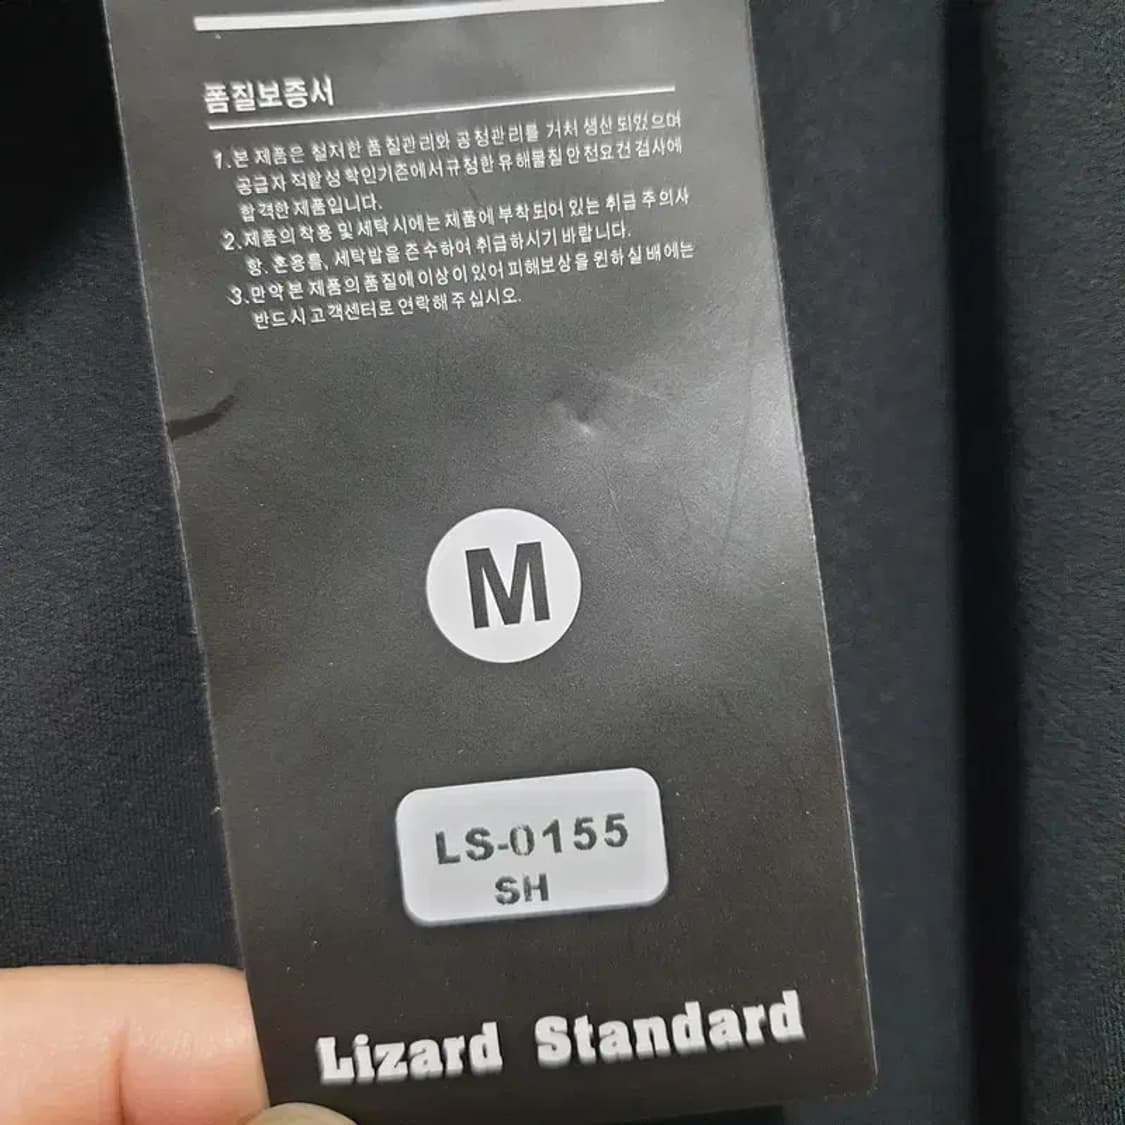 품질보증서
1.본 제품은 철저한 품질관리와 공정관리를 거처 생산 되었으며
공급자 적합성 확인기준에서 규정한 유해물질 안전요건 검사에
합격한 제품입니다.
2.제품의 착용 및 세탁시에는 제품에 부착되어 있는 취급 주의사
항, 혼용률, 세탁밥을 준수하여 취급하시기 바랍니다.
3.만약 본 제품의 품질에 이상이 있어 피해보상을 원하실 배에는
반드시 고객센터로 연락해 주십시오.
M
LS-0155
SH
Lizard Standard